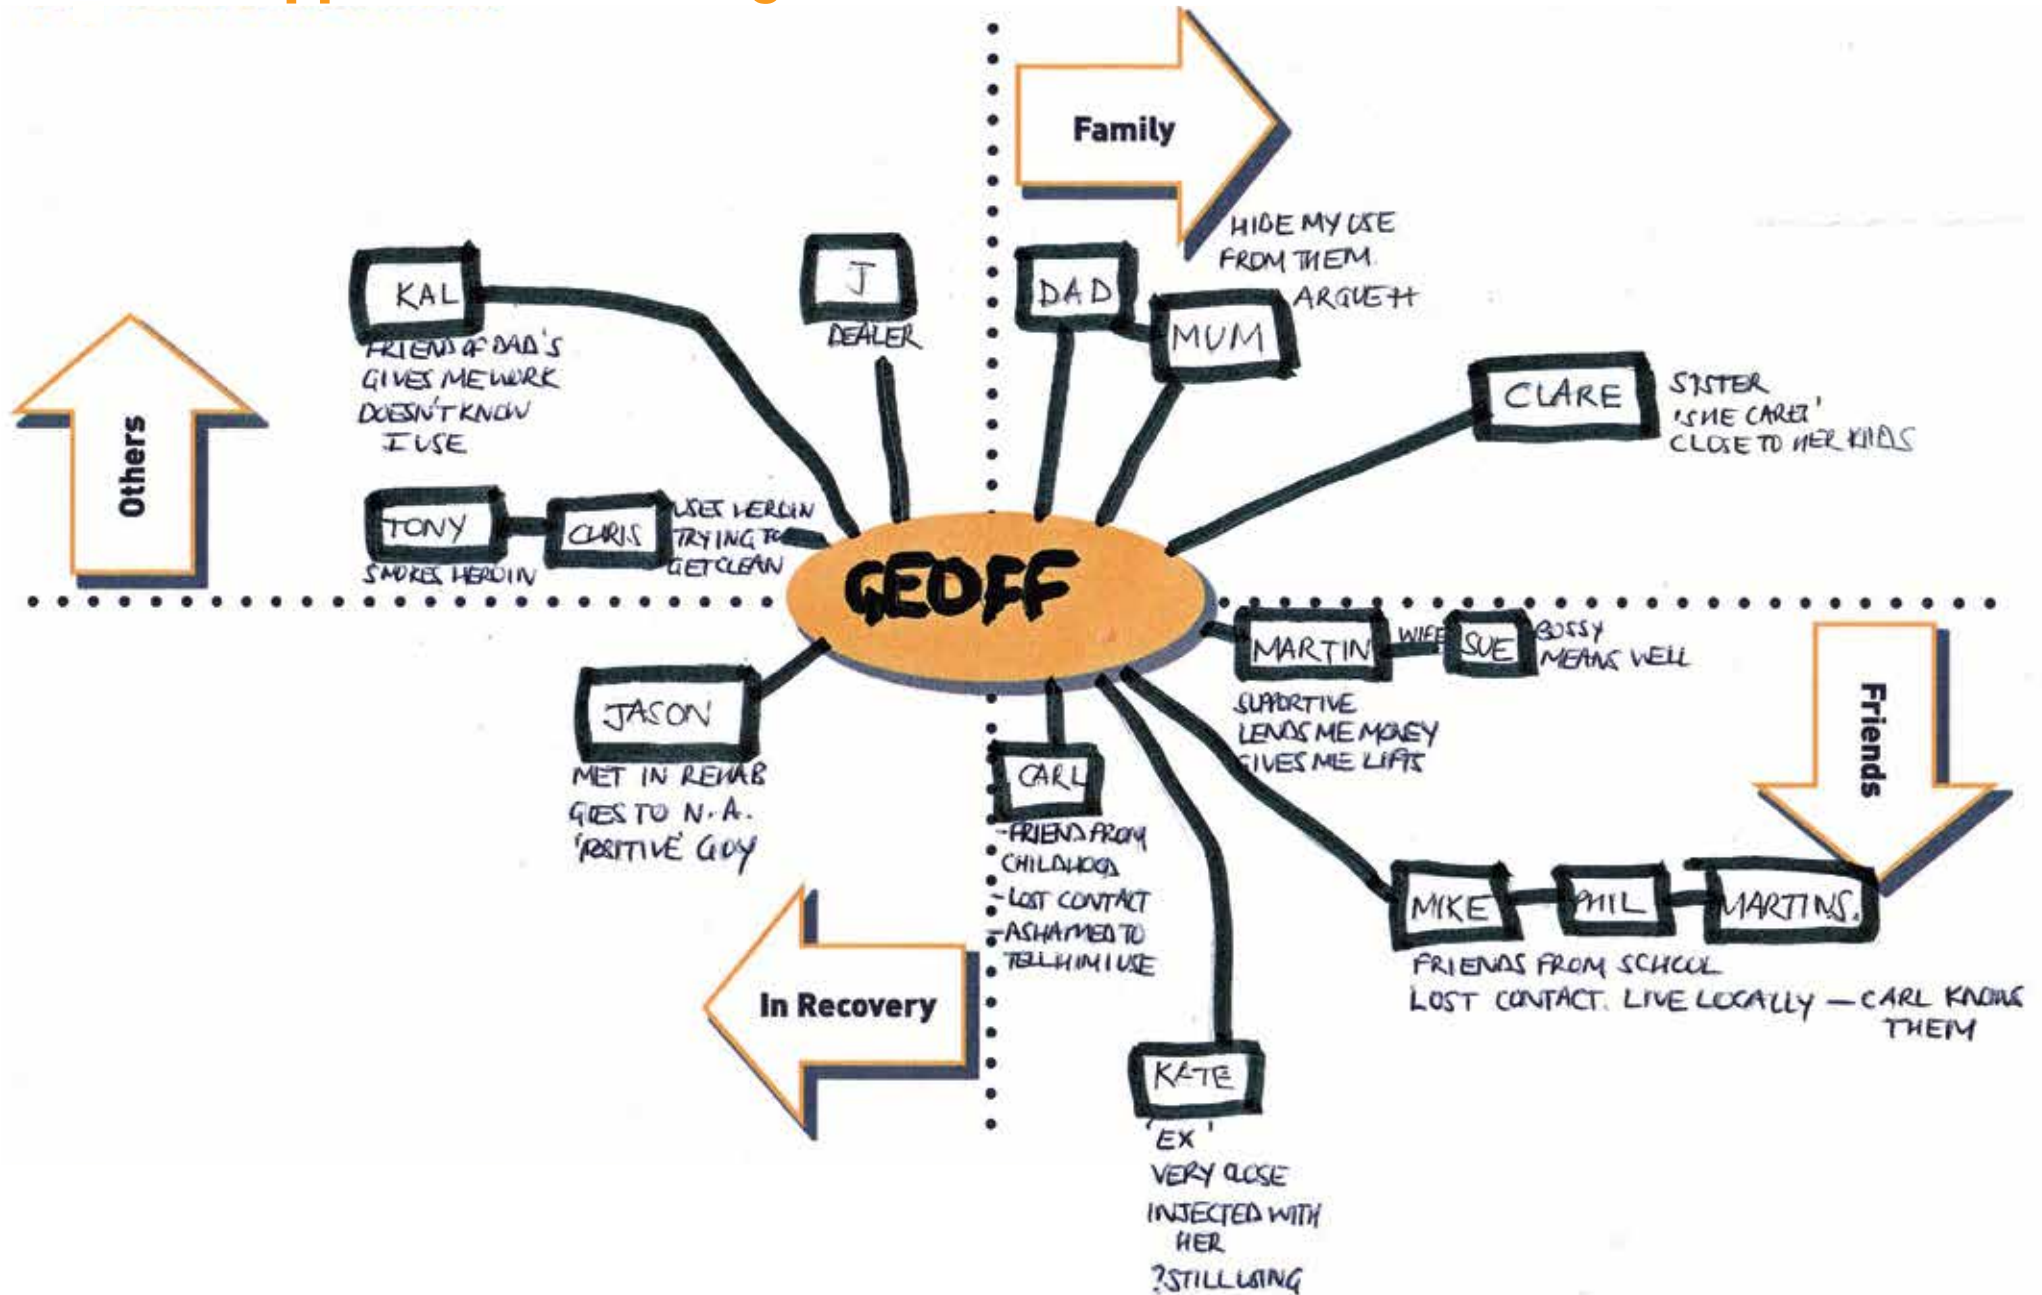 Family
HIDE MY USE
FROM THEM.
ARGUE ++
DAD
MUM
CLARE
SISTER
'SHE CARES'
CLOSE TO HER KIDS
KAL
FRIEND OF DAD'S
GIVES ME WORK
DOESN'T KNOW
I USE
J
DEALER
Others
TONY
SMOKES HEROIN
CHRIS
USES HEROIN
TRYING TO
GET CLEAN
GEOFF
MARTIN
WIFE
SUE
BOSSY
MEANS WELL
SUPPORTIVE
LENDS ME MONEY
GIVES ME LIFTS
Friends
JASON
MET IN REHAB
GOES TO N.A.
'POSITIVE' GUY
CARL
-FRIEND FROM
CHILDHOOD
-LOST CONTACT
-ASHAMED TO
TELL HIM I USE
MIKE
PHIL
MARTIN S.
FRIENDS FROM SCHOOL
LOST CONTACT. LIVE LOCALLY — CARL KNOWS
THEM
In Recovery
KATE
'EX'
VERY CLOSE
INJECTED WITH
HER
?STILL USING